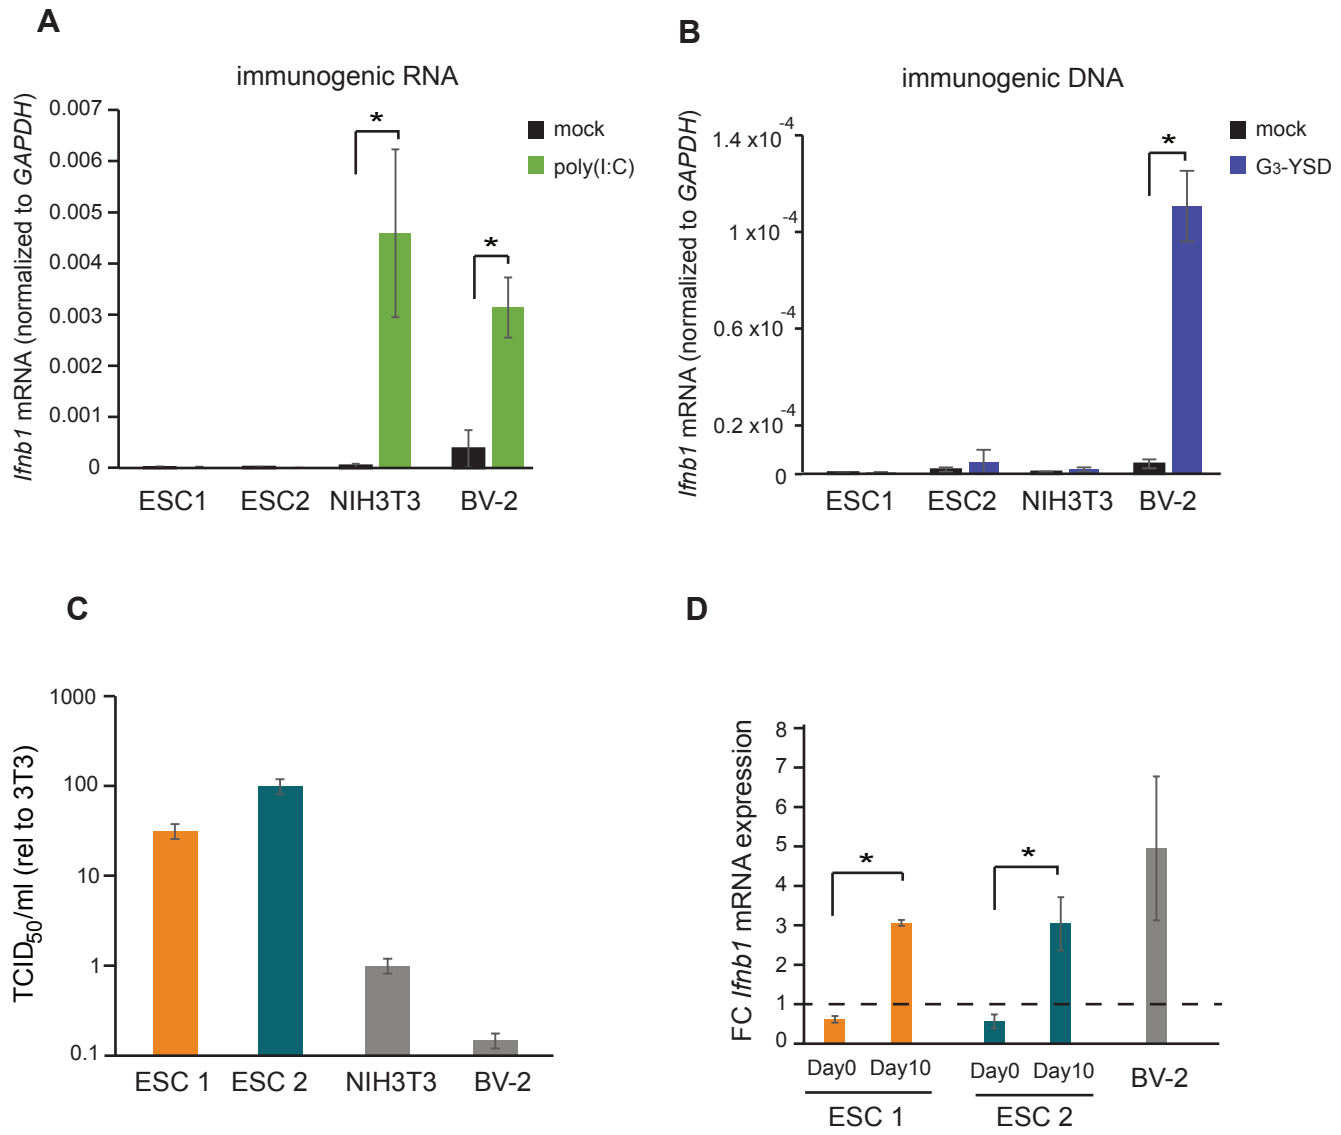 A
immunogenic RNA
Ifnb1 mRNA (normalized to GAPDH)
0.007
0.006
0.005
0.004
0.003
0.002
0.001
0
*
*
mock
poly(I:C)
ESC1 ESC2 NIH3T3 BV-2
B
immunogenic DNA
Ifnb1 mRNA (normalized to GAPDH)
1.4 x10⁻⁴
1 x10⁻⁴
0.6 x10⁻⁴
0.2 x10⁻⁴
0
*
mock
G3-YSD
ESC1 ESC2 NIH3T3 BV-2
C
TCID50/ml (rel to 3T3)
1000
100
10
1
0.1
ESC 1 ESC 2 NIH3T3 BV-2
D
FC Ifnb1 mRNA expression
8
7
6
5
4
3
2
1
0
*
*
Day0 Day10 Day0 Day10 BV-2
ESC 1 ESC 2